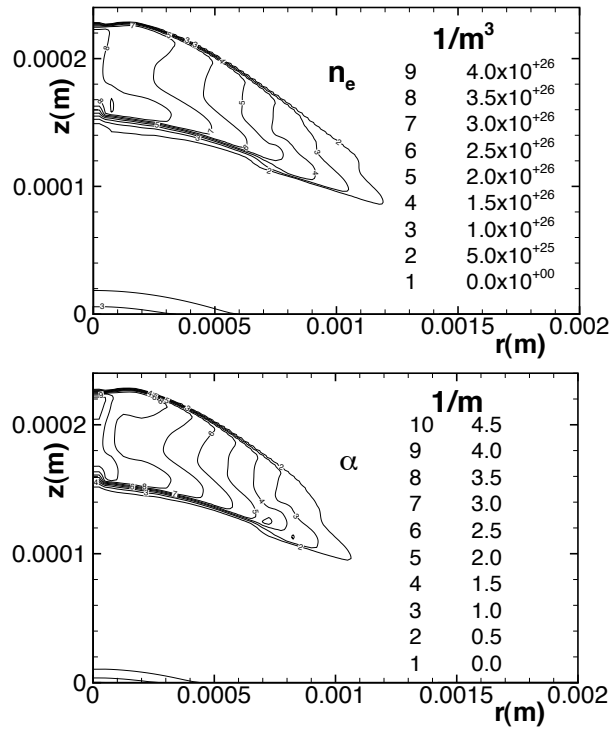 1/m³
nₑ
9 4.0x10⁺²⁶
8 3.5x10⁺²⁶
7 3.0x10⁺²⁶
6 2.5x10⁺²⁶
5 2.0x10⁺²⁶
4 1.5x10⁺²⁶
3 1.0x10⁺²⁶
2 5.0x10⁺²⁵
1 0.0x10⁺⁰⁰
z(m)
0.0002
0.0001
0
0 0.0005 0.001 0.0015 0.002
r(m)
1/m
α
10 4.5
9 4.0
8 3.5
7 3.0
6 2.5
5 2.0
4 1.5
3 1.0
2 0.5
1 0.0
z(m)
0.0002
0.0001
0
0 0.0005 0.001 0.0015 0.002
r(m)